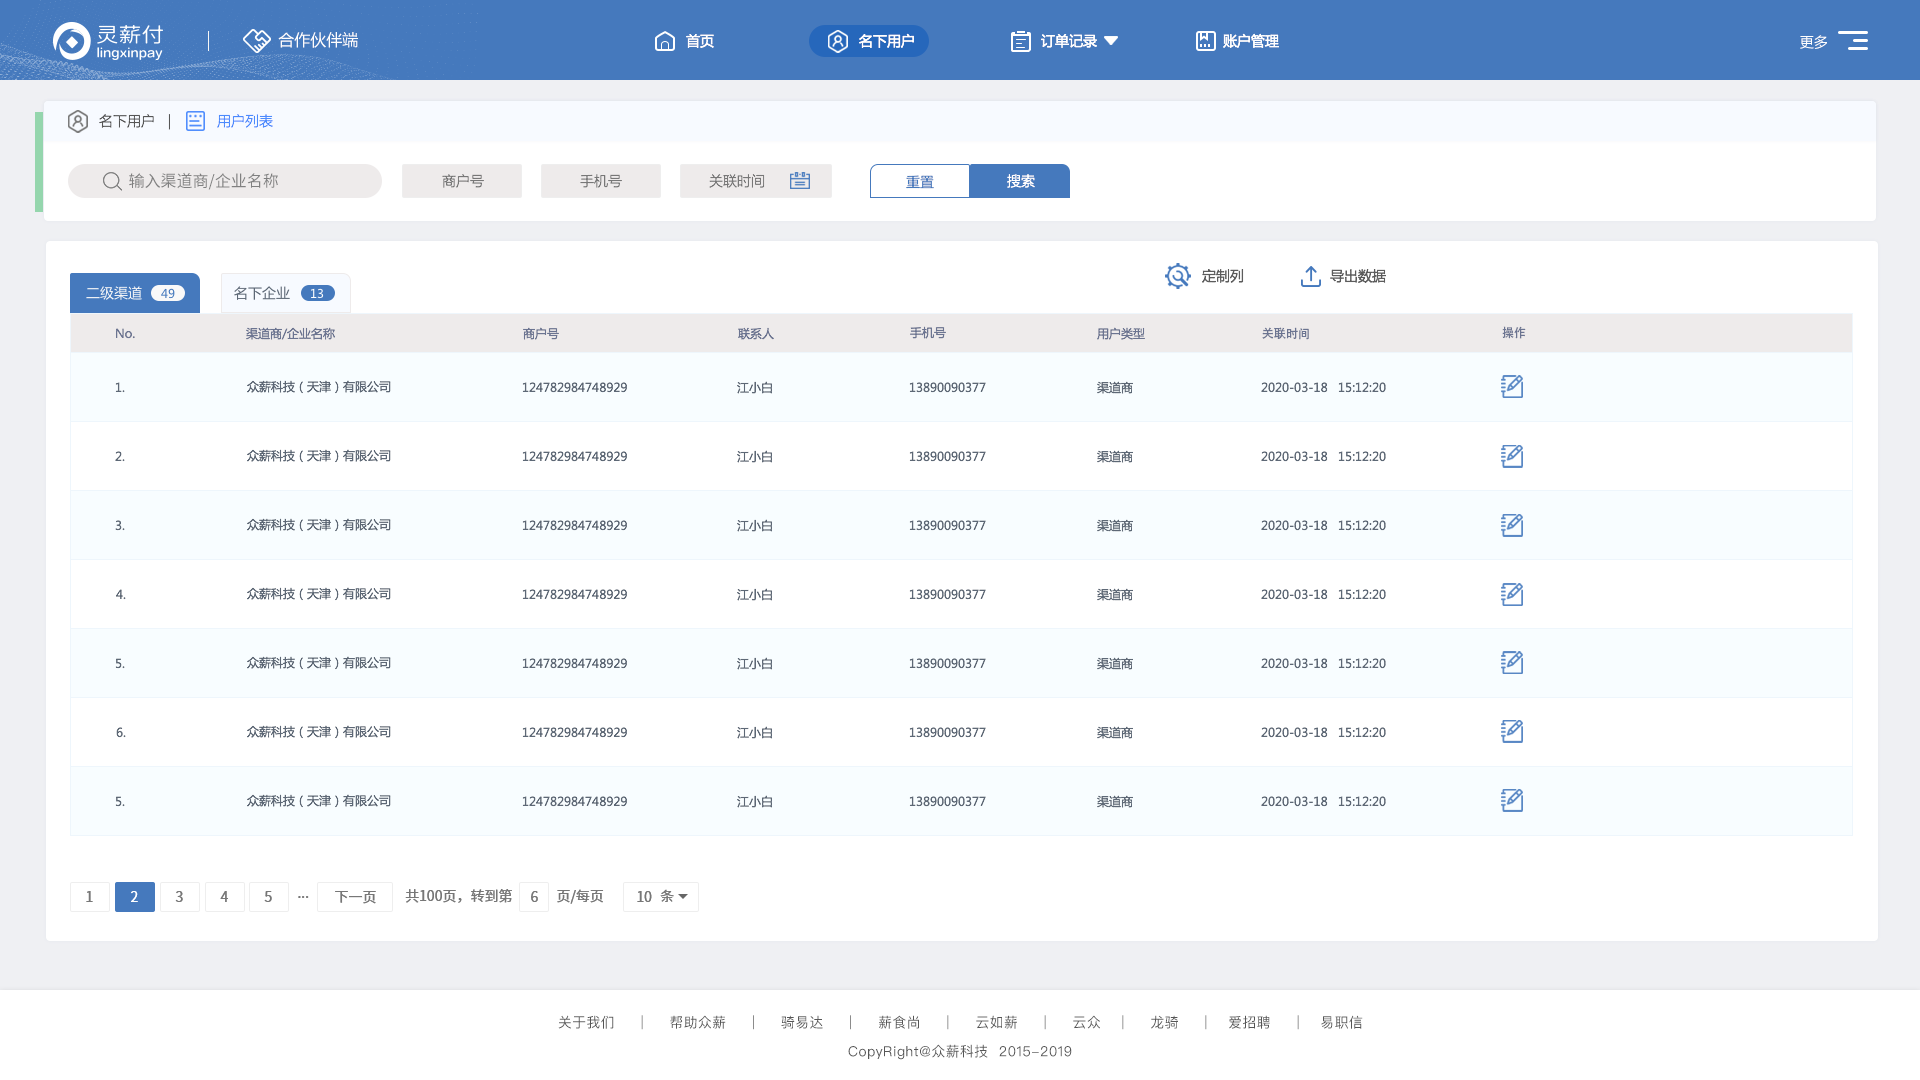 灵薪付
lingxinpay
合作伙伴端
首页
名下用户
订单记录
账户管理
更多
名下用户 | 用户列表
输入渠道商/企业名称
商户号
手机号
关联时间
重置
搜索
二级渠道 49
名下企业 13
定制列
导出数据
No. 渠道商/企业名称 商户号 联系人 手机号 用户类型 关联时间 操作
1. 众薪科技（天津）有限公司 124782984748929 江小白 13890090377 渠道商 2020-03-18 15:12:20
2. 众薪科技（天津）有限公司 124782984748929 江小白 13890090377 渠道商 2020-03-18 15:12:20
3. 众薪科技（天津）有限公司 124782984748929 江小白 13890090377 渠道商 2020-03-18 15:12:20
4. 众薪科技（天津）有限公司 124782984748929 江小白 13890090377 渠道商 2020-03-18 15:12:20
5. 众薪科技（天津）有限公司 124782984748929 江小白 13890090377 渠道商 2020-03-18 15:12:20
6. 众薪科技（天津）有限公司 124782984748929 江小白 13890090377 渠道商 2020-03-18 15:12:20
5. 众薪科技（天津）有限公司 124782984748929 江小白 13890090377 渠道商 2020-03-18 15:12:20
1 2 3 4 5 ... 下一页 共100页，转到第 6 页/每页 10 条
关于我们 | 帮助众薪 | 骑易达 | 薪食尚 | 云如薪 | 云众 | 龙骑 | 爱招聘 | 易职信
CopyRight@众薪科技 2015-2019